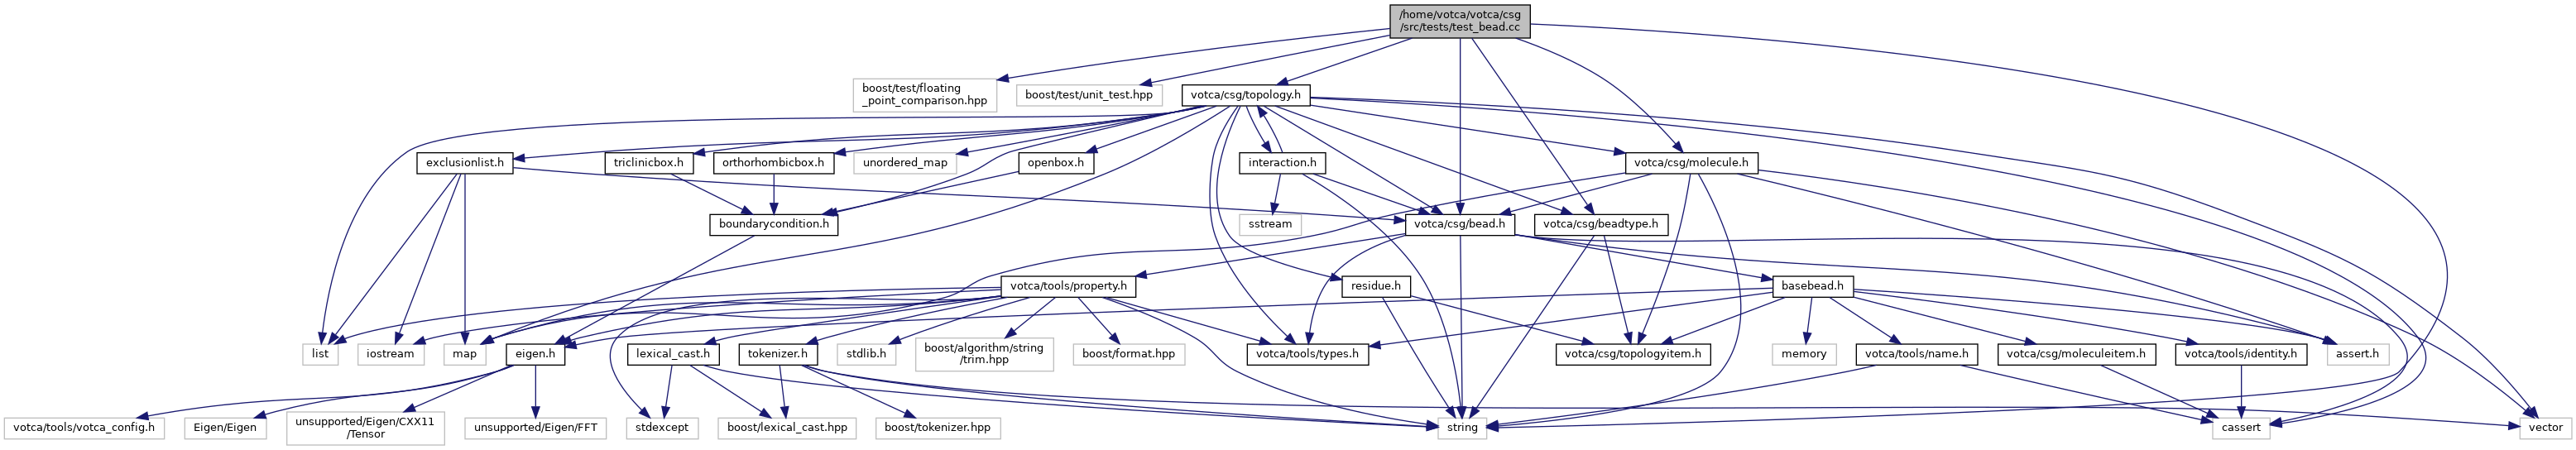 /home/votca/votca/csg
/src/tests/test_bead.cc
boost/test/floating
_point_comparison.hpp
boost/test/unit_test.hpp
votca/csg/topology.h
exclusionlist.h
triclinicbox.h
orthorhombicbox.h
unordered_map
openbox.h
interaction.h
votca/csg/molecule.h
boundarycondition.h
sstream
votca/csg/bead.h
votca/csg/beadtype.h
votca/tools/property.h
residue.h
basebead.h
list
iostream
map
eigen.h
lexical_cast.h
tokenizer.h
stdlib.h
boost/algorithm/string
/trim.hpp
boost/format.hpp
votca/tools/types.h
votca/csg/topologyitem.h
memory
votca/tools/name.h
votca/csg/moleculeitem.h
votca/tools/identity.h
assert.h
votca/tools/votca_config.h
Eigen/Eigen
unsupported/Eigen/CXX11
/Tensor
unsupported/Eigen/FFT
stdexcept
boost/lexical_cast.hpp
boost/tokenizer.hpp
string
cassert
vector